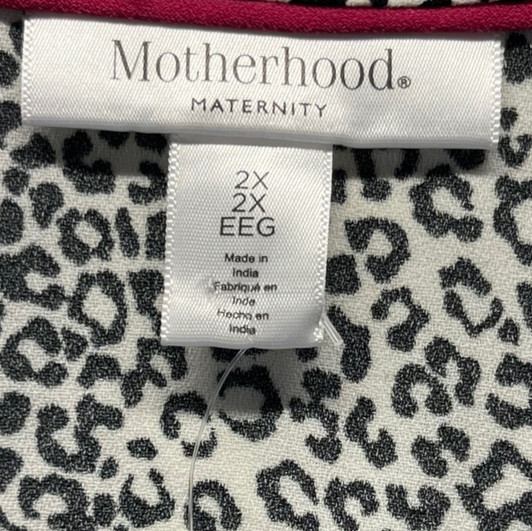 Motherhood®
MATERNITY
2X
2X
EEG
Made in
India
Fabriqué en
Inde
Hecho en
India